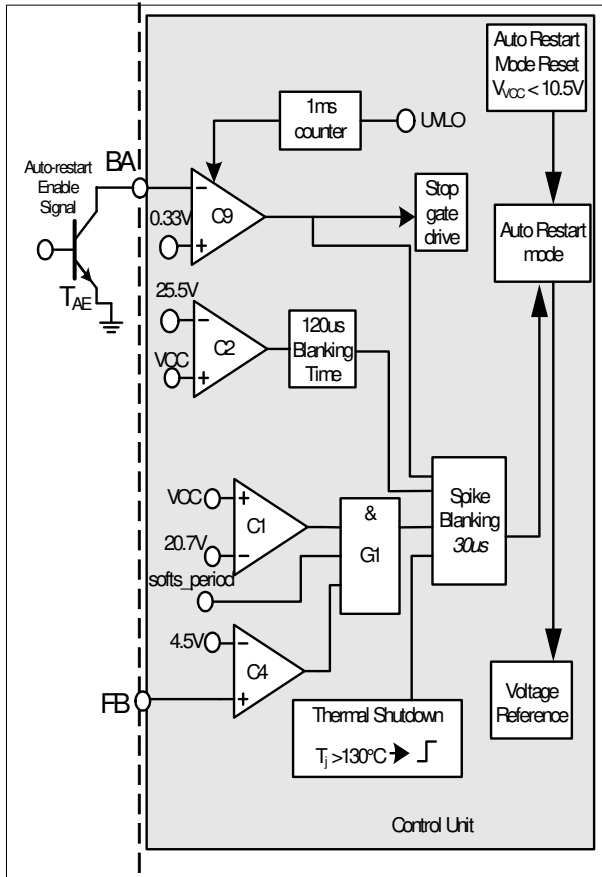 Auto Restart
Mode Reset
VVCC < 10.5V
1ms
counter
UVLO
BA
Auto-restart
Enable
Signal
TAE
0.33V
−
+
C9
Stop
gate
drive
Auto Restart
mode
25.5V
VCC
−
+
C2
120us
Blanking
Time
VCC
20.7V
+
−
C1
softs_period
&
G1
Spike
Blanking
30us
4.5V
−
+
C4
FB
Thermal Shutdown
Tj >130°C
Voltage
Reference
Control Unit